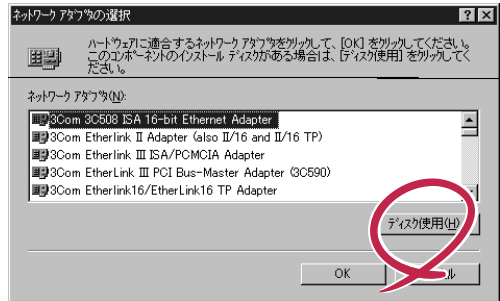 ネットワーク アダプタの選択
ハードウェアに適合するネットワーク アダプタをクリックして、[OK] をクリックしてください。
このコンポーネントのインストール ディスクがある場合は、[ディスク使用] をクリックしてく
ださい。
ネットワーク アダプタ(N):
3Com 3C508 ISA 16-bit Ethernet Adapter
3Com Etherlink II Adapter (also II/16 and II/16 TP)
3Com EtherLink III ISA/PCMCIA Adapter
3Com EtherLink III PCI Bus-Master Adapter (3C590)
3Com Etherlink16/EtherLink16 TP Adapter
ディスク使用(H)
OK